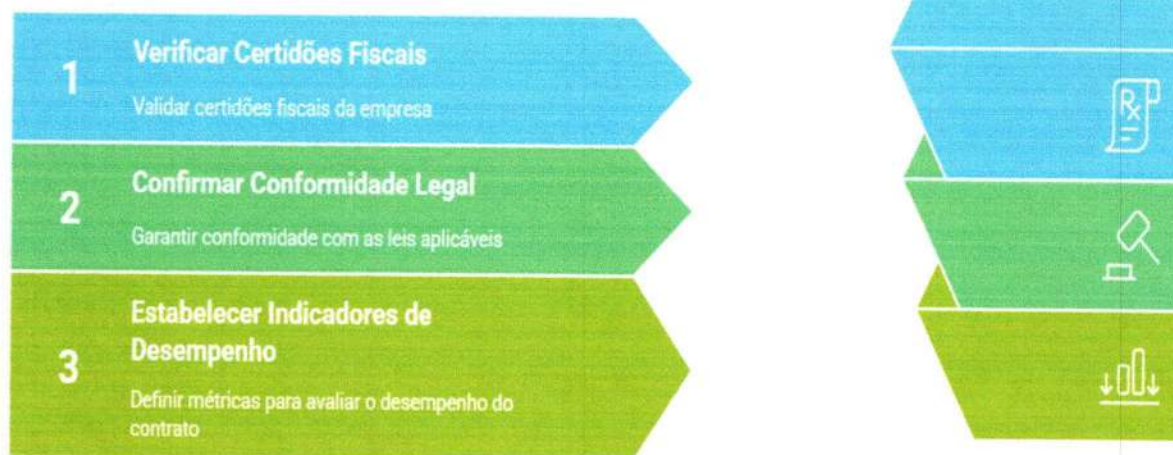 1
Verificar Certidões Fiscais
Validar certidões fiscais da empresa
2
Confirmar Conformidade Legal
Garantir conformidade com as leis aplicáveis
3
Estabelecer Indicadores de
Desempenho
Definir métricas para avaliar o desempenho do
contrato
Rx